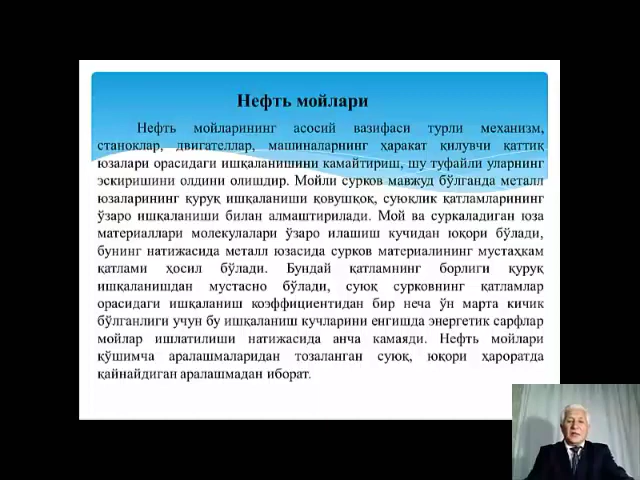 Нефть мойлари
Нефть мойларининг асосий вазифаси турли механизм,
станоклар, двигателлар, машиналарнинг ҳаракат қилувчи қаттиқ
юзалари орасидаги ишқаланишини камайтириш, шу туфайли уларнинг
эскиришини олдини олишдир. Мойли сурков мавжуд бўлганда металл
юзаларининг қуруқ ишқаланиши қовушқоқ, суюқлик қатламларининг
ўзаро ишқаланиши билан алмаштирилади. Мой ва суркаладиган юза
материаллари молекулалари ўзаро илашиш кучидан юқори бўлади,
бунинг натижасида металл юзасида сурков материалининг мустаҳкам
қатлами ҳосил бўлади. Бундай қатламнинг борлиги қуруқ
ишқаланишдан мустасно бўлади, суюқ сурковнинг қатламлар
орасидаги ишқаланиш коэффициентидан бир неча ўн марта кичик
бўлганлиги учун бу ишқаланиш кучларини енгишда энергетик сарфлар
мойлар ишлатилиши натижасида анча камаяди. Нефть мойлари
қўшимча аралашмаларидан тозаланган суюқ, юқори ҳароратда
қайнайдиган аралашмадан иборат.